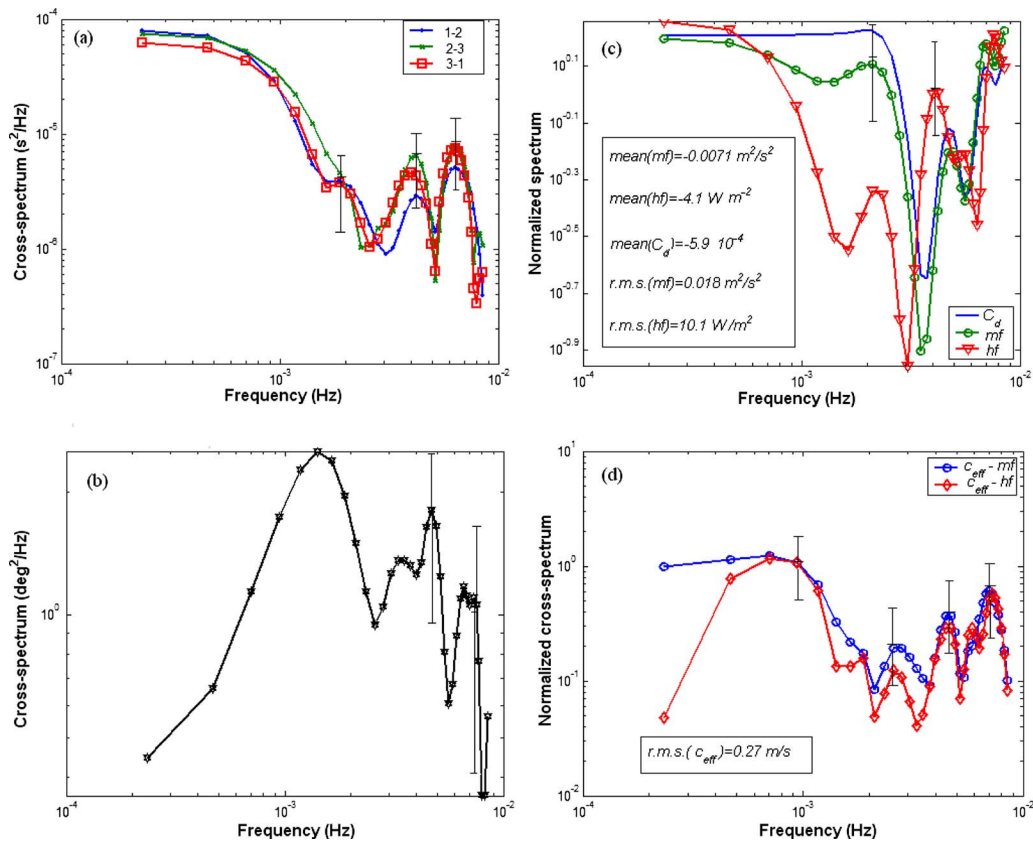 (a)
1-2
2-3
3-1
Cross-spectrum (s²/Hz)
10⁻⁴
10⁻⁵
10⁻⁶
10⁻⁷
10⁻⁴
10⁻³
10⁻²
Frequency (Hz)
(c)
Normalized spectrum
10^0.1
10^-0.1
10^-0.3
10^-0.5
10^-0.7
10^-0.9
mean(mf)=-0.0071 m²/s²
mean(hf)=-4.1 W m⁻²
mean(C_d)=-5.9 10⁻⁴
r.m.s.(mf)=0.018 m²/s²
r.m.s.(hf)=10.1 W/m²
C_d
mf
hf
10⁻⁴
10⁻³
10⁻²
Frequency (Hz)
(b)
Cross-spectrum (deg²/Hz)
10⁰
10⁻⁴
10⁻³
10⁻²
Frequency (Hz)
(d)
c_eff - mf
c_eff - hf
Normalized cross-spectrum
10¹
10⁰
10⁻¹
10⁻²
r.m.s.( c_eff)=0.27 m/s
10⁻⁴
10⁻³
10⁻²
Frequency (Hz)